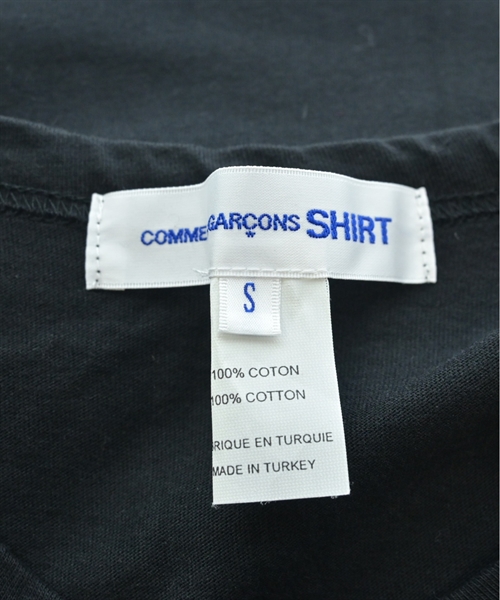 COMME GARÇONS SHIRT
S
100% COTON
100% COTTON
RIQUE EN TURQUIE
MADE IN TURKEY